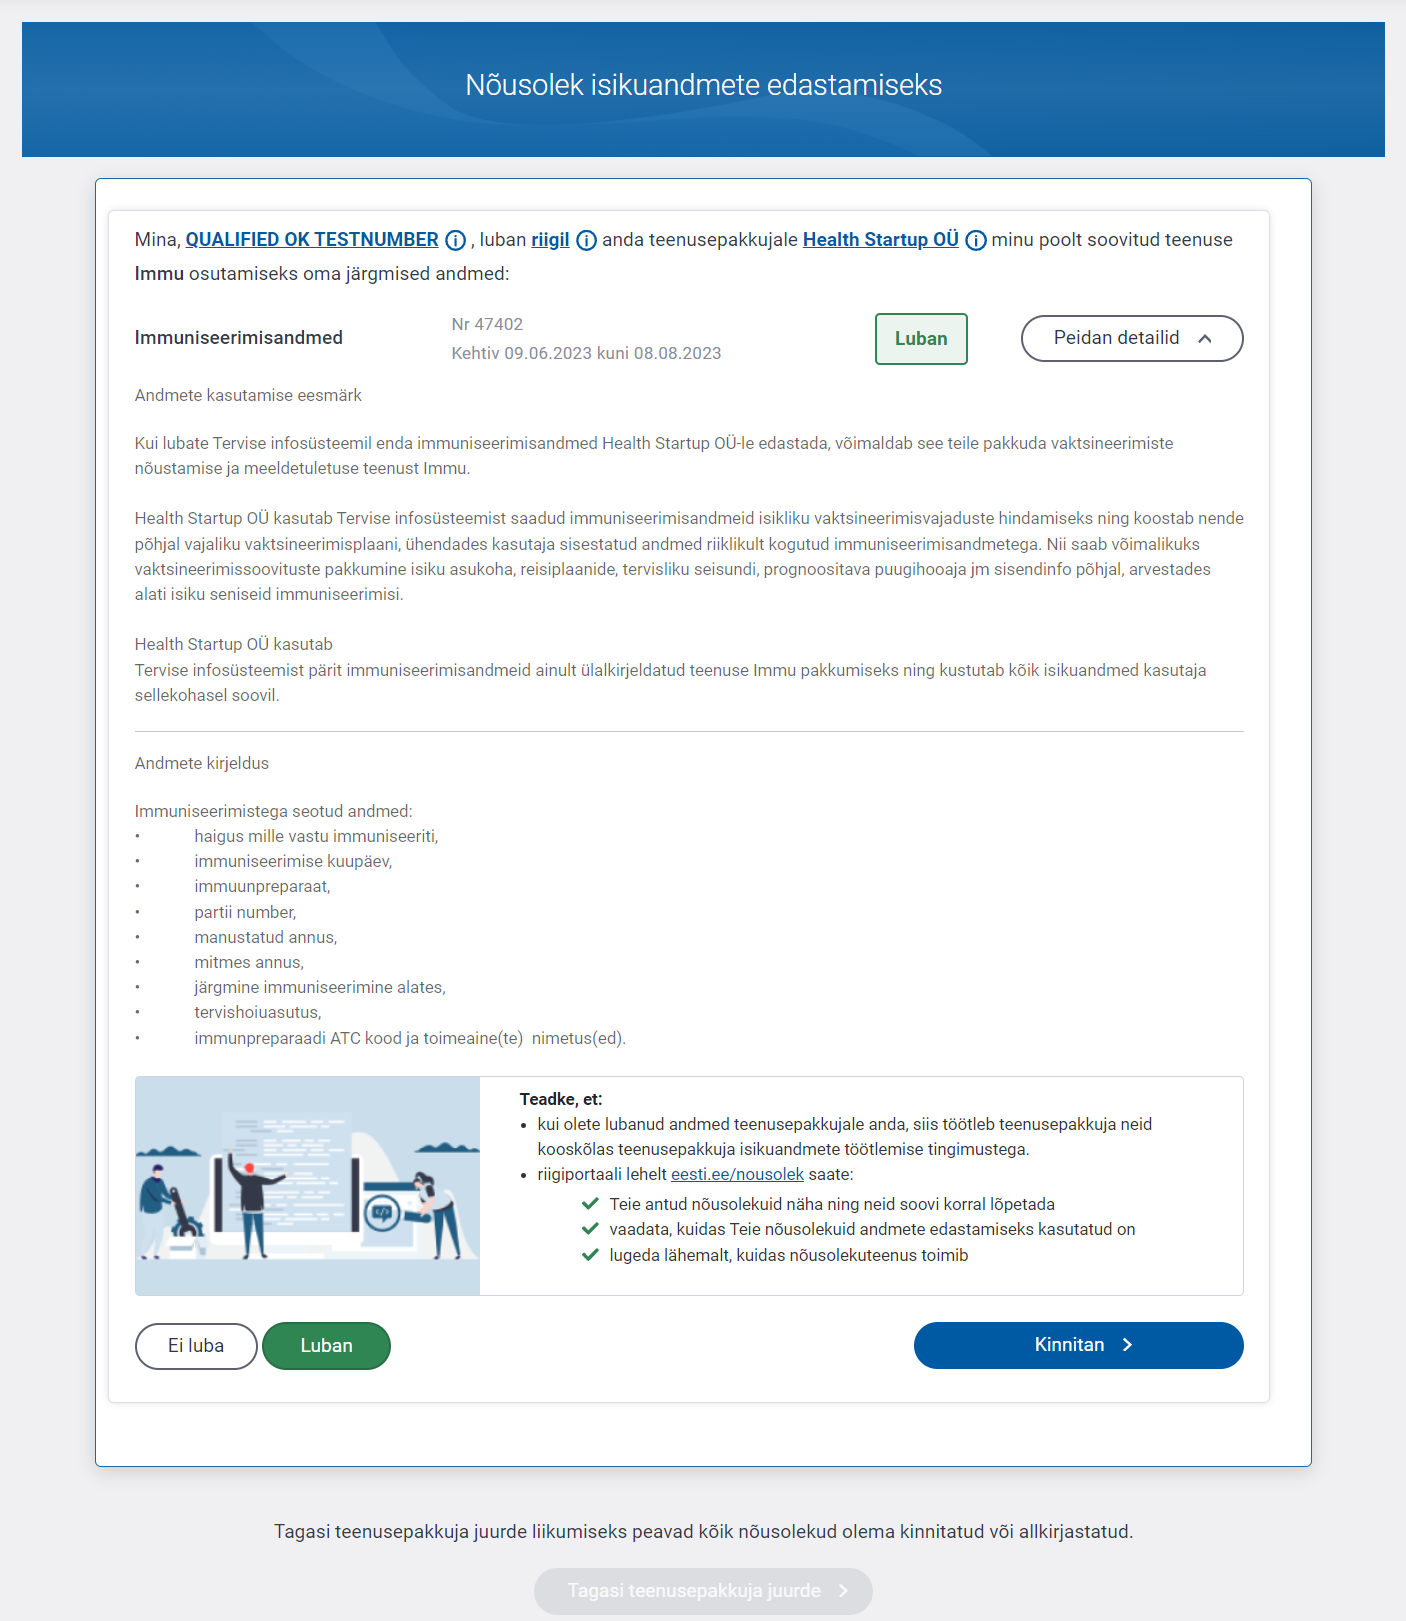 Nõusolek isikuandmete edastamiseks
Mina, QUALIFIED OK TESTNUMBER , luban riigil anda teenusepakkujale Health Startup OÜ minu poolt soovitud teenuse
Immu osutamiseks oma järgmised andmed:
Immuniseerimisandmed
Nr 47402
Kehtiv 09.06.2023 kuni 08.08.2023
Luban
Peidan detailid
Andmete kasutamise eesmärk
Kui lubate Tervise infosüsteemil enda immuniseerimisandmed Health Startup OÜ-le edastada, võimaldab see teile pakkuda vaktsineerimiste
nõustamise ja meeldetuletuse teenust Immu.
Health Startup OÜ kasutab Tervise infosüsteemist saadud immuniseerimisandmeid isikliku vaktsineerimisvajaduste hindamiseks ning koostab nende
põhjal vajaliku vaktsineerimisplaani, ühendades kasutaja sisestatud andmed riiklikult kogutud immuniseerimisandmetega. Nii saab võimalikuks
vaktsineerimissoovituste pakkumine isiku asukoha, reisiplaanide, tervisliku seisundi, prognoositava puugihooaja jm sisendinfo põhjal, arvestades
alati isiku seniseid immuniseerimisi.
Health Startup OÜ kasutab
Tervise infosüsteemist pärit immuniseerimisandmeid ainult ülalkirjeldatud teenuse Immu pakkumiseks ning kustutab kõik isikuandmed kasutaja
sellekohasel soovil.
Andmete kirjeldus
Immuniseerimistega seotud andmed:
• haigus mille vastu immuniseeriti,
• immuniseerimise kuupäev,
• immuunpreparaat,
• partii number,
• manustatud annus,
• mitmes annus,
• järgmine immuniseerimine alates,
• tervishoiuasutus,
• immunpreparaadi ATC kood ja toimeaine(te) nimetus(ed).
Teadke, et:
• kui olete lubanud andmed teenusepakkujale anda, siis töötleb teenusepakkuja neid
kooskõlas teenusepakkuja isikuandmete töötlemise tingimustega.
• riigiportaali lehelt eesti.ee/nousolek saate:
Teie antud nõusolekuid näha ning neid soovi korral lõpetada
vaadata, kuidas Teie nõusolekuid andmete edastamiseks kasutatud on
lugeda lähemalt, kuidas nõusolekuteenus toimib
Ei luba
Luban
Kinnitan
Tagasi teenusepakkuja juurde liikumiseks peavad kõik nõusolekud olema kinnitatud või allkirjastatud.
Tagasi teenusepakkuja juurde